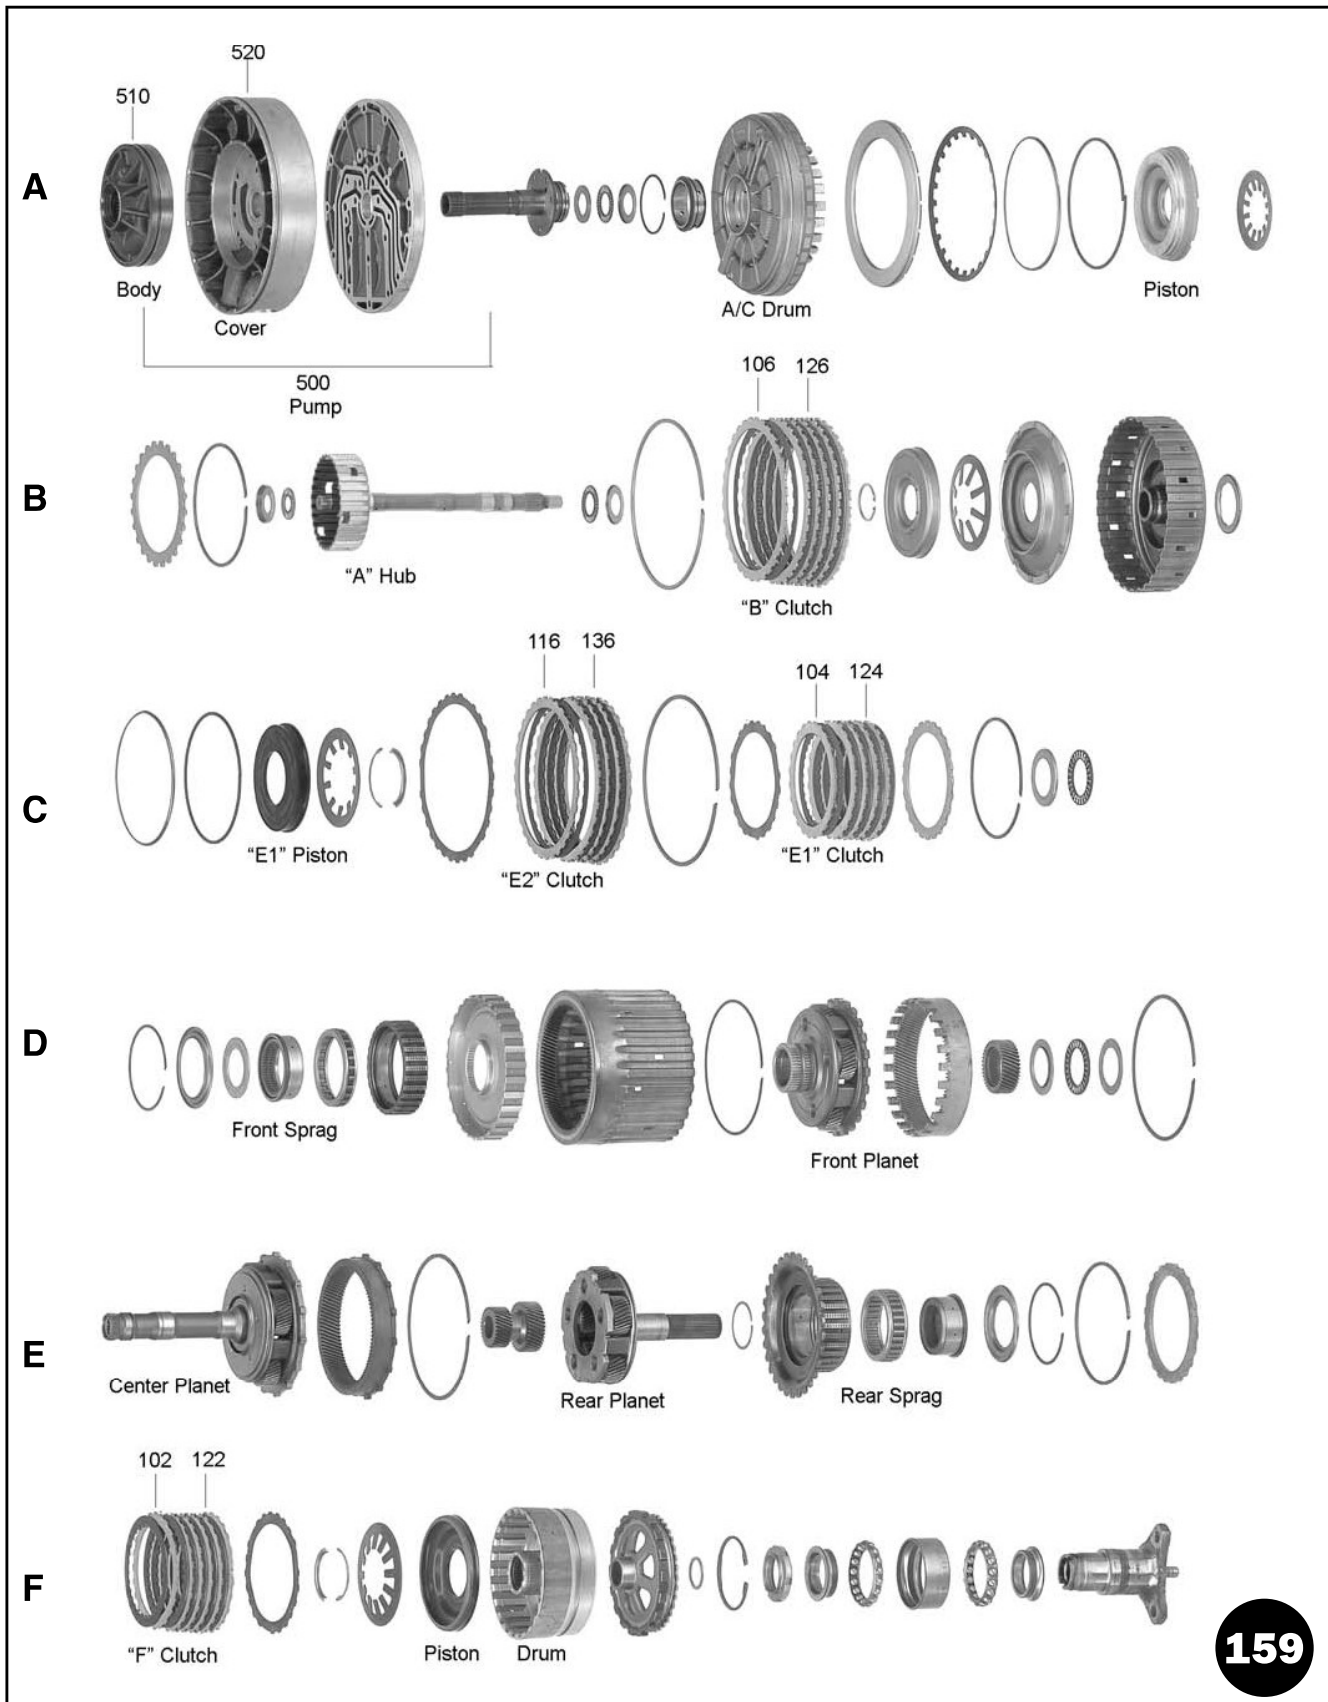 520
510
A
Body
Cover
A/C Drum
Piston
500
Pump
106 126
B
“A” Hub
“B” Clutch
116 136
104 124
C
“E1” Piston
“E2” Clutch
“E1” Clutch
D
Front Sprag
Front Planet
E
Center Planet
Rear Planet
Rear Sprag
102 122
F
“F” Clutch
Piston
Drum
159